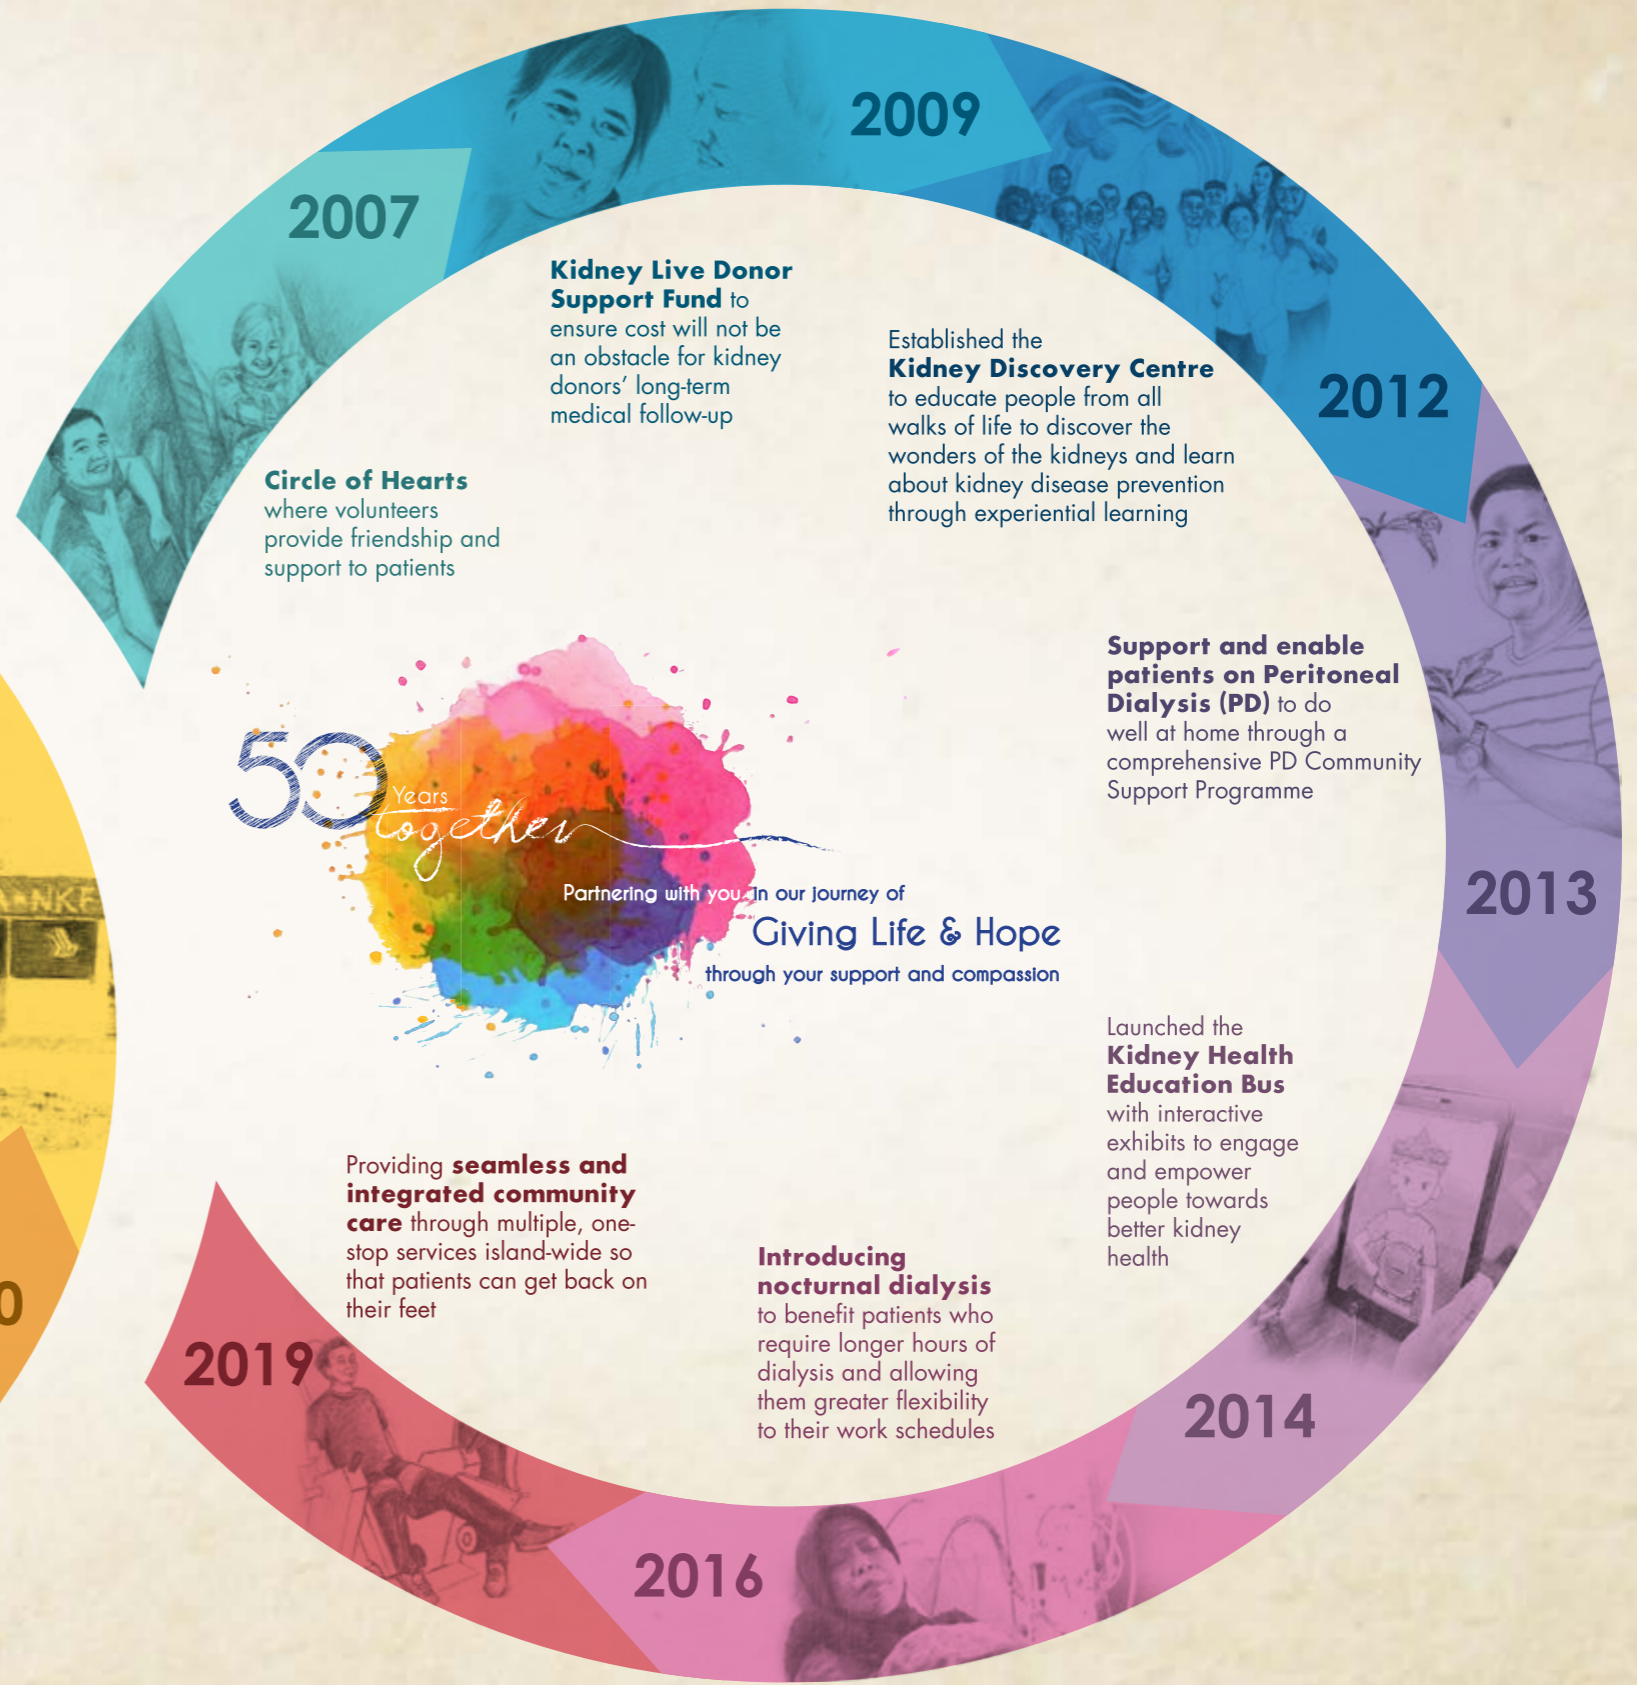 2007
Circle of Hearts
where volunteers
provide friendship and
support to patients
2009
Kidney Live Donor
Support Fund to
ensure cost will not be
an obstacle for kidney
donors’ long-term
medical follow-up
2012
Established the
Kidney Discovery Centre
to educate people from all
walks of life to discover the
wonders of the kidneys and learn
about kidney disease prevention
through experiential learning
2013
Support and enable
patients on Peritoneal
Dialysis (PD) to do
well at home through a
comprehensive PD Community
Support Programme
2014
Launched the
Kidney Health
Education Bus
with interactive
exhibits to engage
and empower
people towards
better kidney
health
2016
Introducing
nocturnal dialysis
to benefit patients who
require longer hours of
dialysis and allowing
them greater flexibility
to their work schedules
2019
Providing seamless and
integrated community
care through multiple, one-
stop services island-wide so
that patients can get back on
their feet
50 Years
together
Partnering with you in our journey of
Giving Life & Hope
through your support and compassion
NKF
0